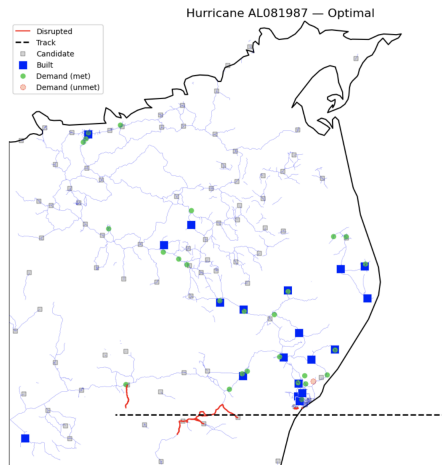 Hurricane AL081987 — Optimal
Disrupted
Track
Candidate
Built
Demand (met)
Demand (unmet)